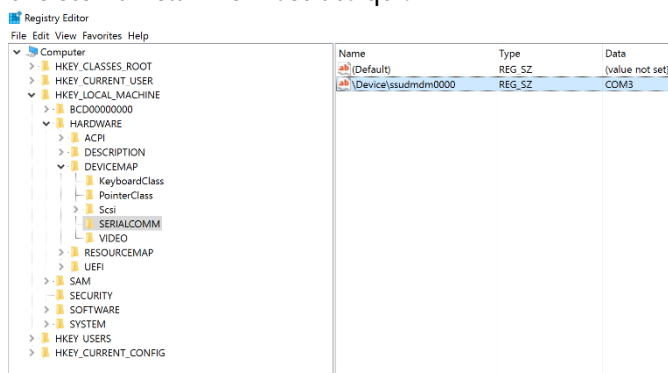 Registry Editor
File Edit View Favorites Help
Computer
HKEY_CLASSES_ROOT
HKEY_CURRENT_USER
HKEY_LOCAL_MACHINE
BCD00000000
HARDWARE
ACPI
DESCRIPTION
DEVICEMAP
KeyboardClass
PointerClass
Scsi
SERIALCOMM
VIDEO
RESOURCEMAP
UEFI
SAM
SECURITY
SOFTWARE
SYSTEM
HKEY_USERS
HKEY_CURRENT_CONFIG
Name Type Data
ab (Default) REG_SZ (value not set)
ab \Device\ssudmdm0000 REG_SZ COM3